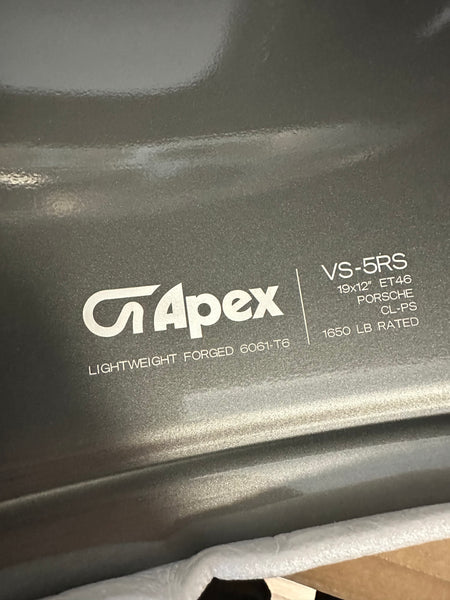 Apex
LIGHTWEIGHT FORGED 6061-T6
VS-5RS
19x12" ET46
PORSCHE
CL-PS
1650 LB RATED